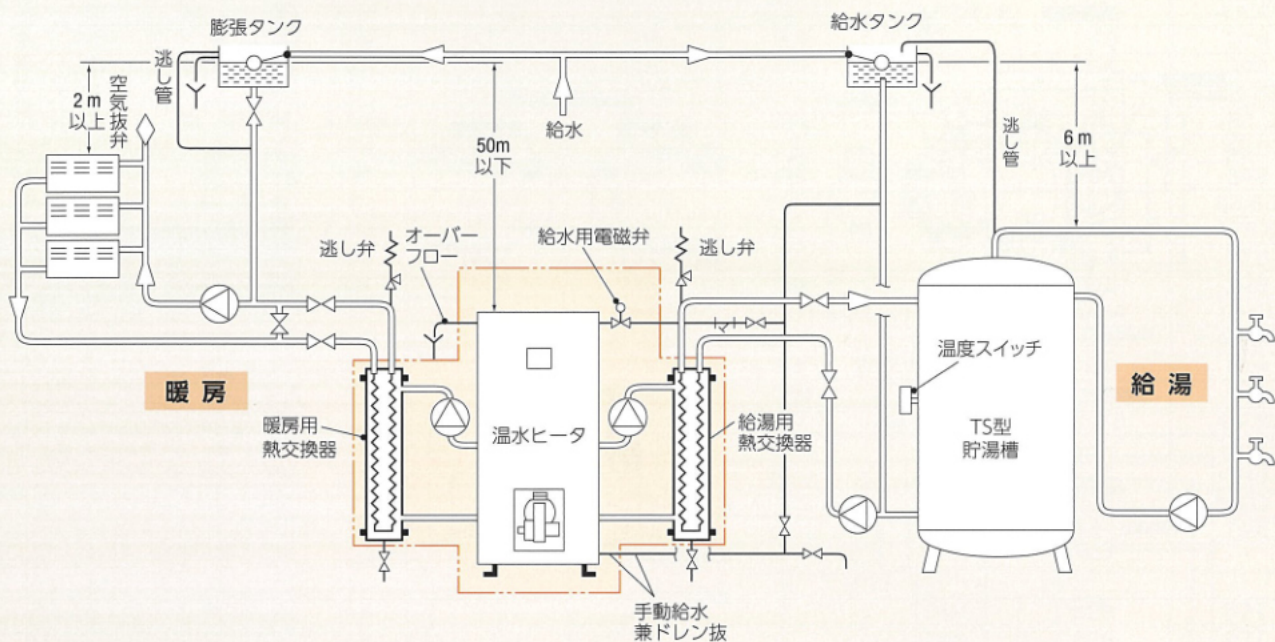 膨張タンク
給水タンク
逃し管
空気抜弁
2m
以上
給水
50m
以下
逃し管
6m
以上
逃し弁
オーバー
フロー
給水用電磁弁
逃し弁
温度スイッチ
暖房
給湯
暖房用
熱交換器
温水ヒータ
給湯用
熱交換器
TS型
貯湯槽
手動給水
兼ドレン抜